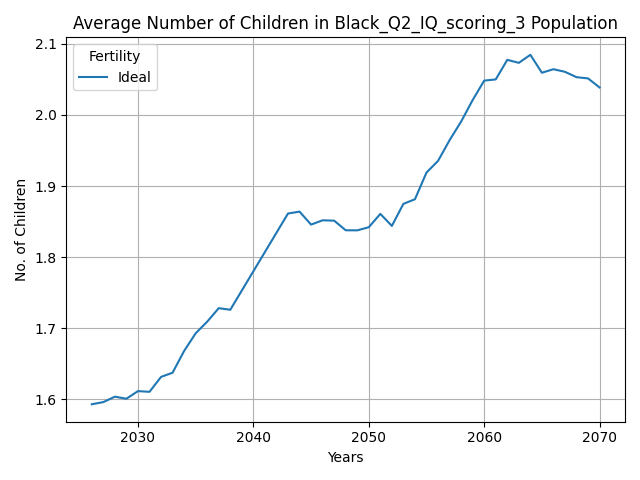 Average Number of Children in Black_Q2_IQ_scoring_3 Population
Fertility
Ideal
No. of Children
2.1
2.0
1.9
1.8
1.7
1.6
2030 2040 2050 2060 2070
Years